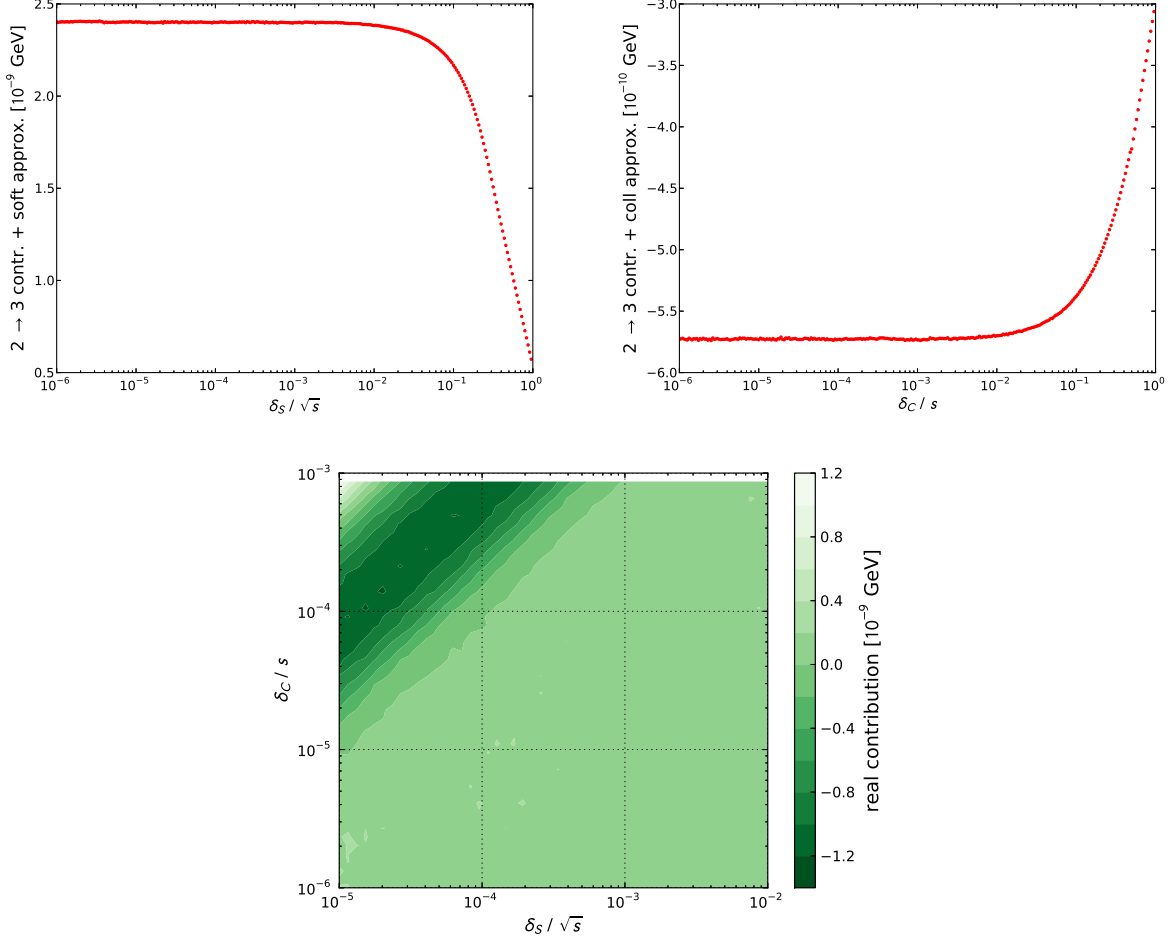 2 → 3 contr. + soft approx. [10⁻⁹ GeV]
2.5
2.0
1.5
1.0
0.5
10⁻⁶ 10⁻⁵ 10⁻⁴ 10⁻³ 10⁻² 10⁻¹ 10⁰
δ_S / √s
2 → 3 contr. + coll approx. [10⁻¹⁰ GeV]
−3.0
−3.5
−4.0
−4.5
−5.0
−5.5
−6.0
10⁻⁶ 10⁻⁵ 10⁻⁴ 10⁻³ 10⁻² 10⁻¹ 10⁰
δ_C / s
δ_C / s
10⁻³
10⁻⁴
10⁻⁵
10⁻⁶
10⁻⁵ 10⁻⁴ 10⁻³ 10⁻²
δ_S / √s
1.2
0.8
0.4
0.0
−0.4
−0.8
−1.2
real contribution [10⁻⁹ GeV]